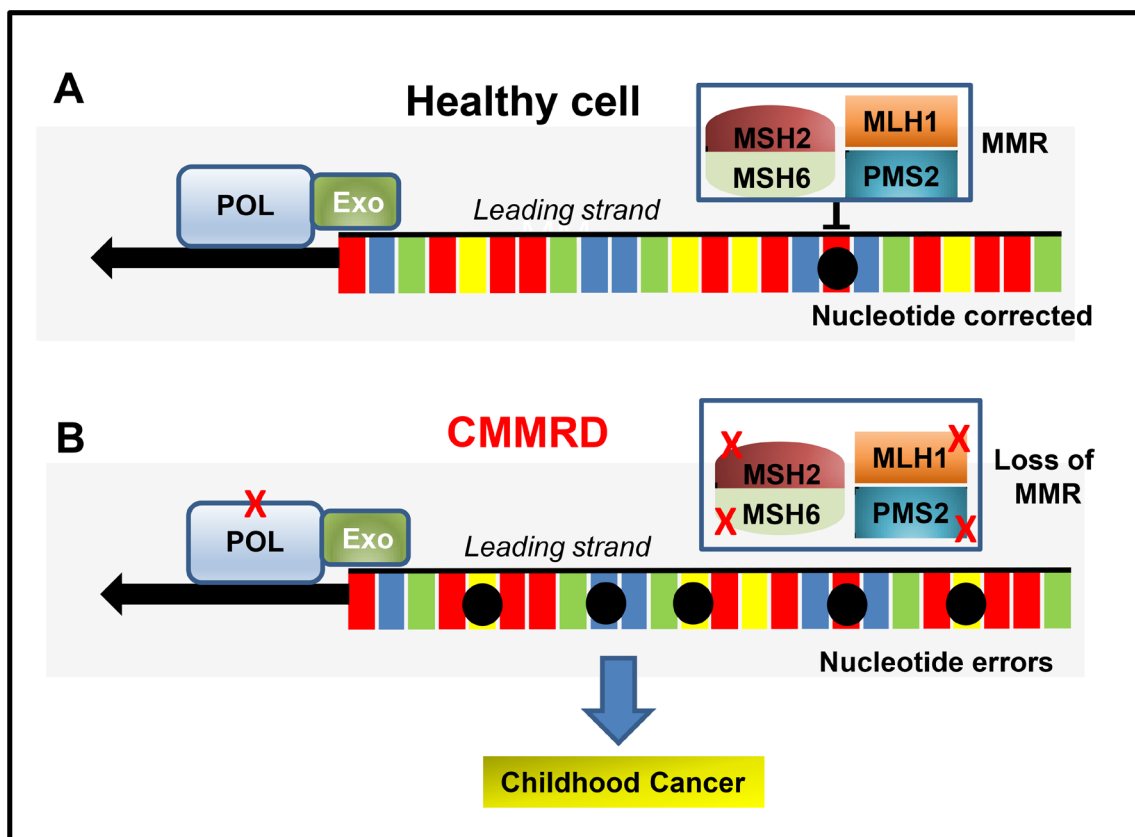 A
Healthy cell
MSH2
MSH6
MLH1
PMS2
MMR
POL
Exo
Leading strand
Nucleotide corrected
B
CMMRD
X
MSH2
X
MSH6
MLH1
X
PMS2
X
Loss of
MMR
X
POL
Exo
Leading strand
Nucleotide errors
Childhood Cancer